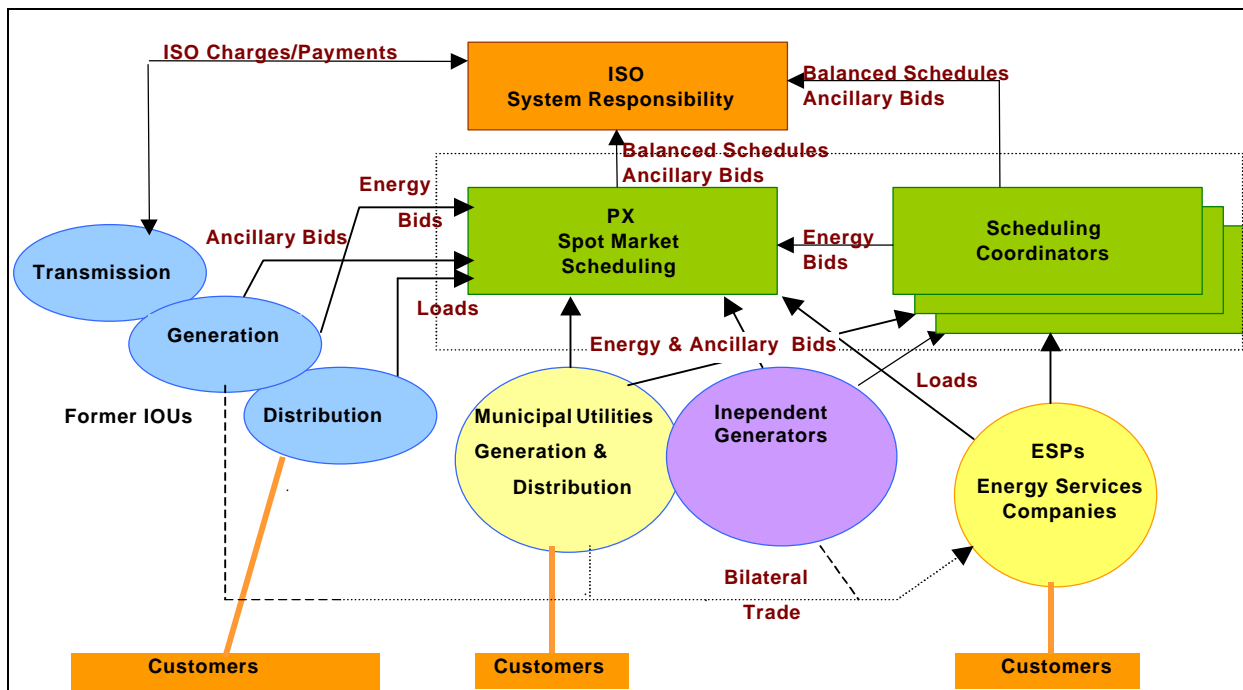 ISO Charges/Payments
ISO
System Responsibility
Balanced Schedules
Ancillary Bids
Balanced Schedules
Ancillary Bids
Energy
Bids
PX
Spot Market
Scheduling
Energy
Bids
Scheduling
Coordinators
Ancillary Bids
Transmission
Loads
Generation
Energy & Ancillary Bids
Loads
Former IOUs
Distribution
Municipal Utilities
Generation &
Distribution
Inependent
Generators
ESPs
Energy Services
Companies
Bilateral
Trade
Customers
Customers
Customers